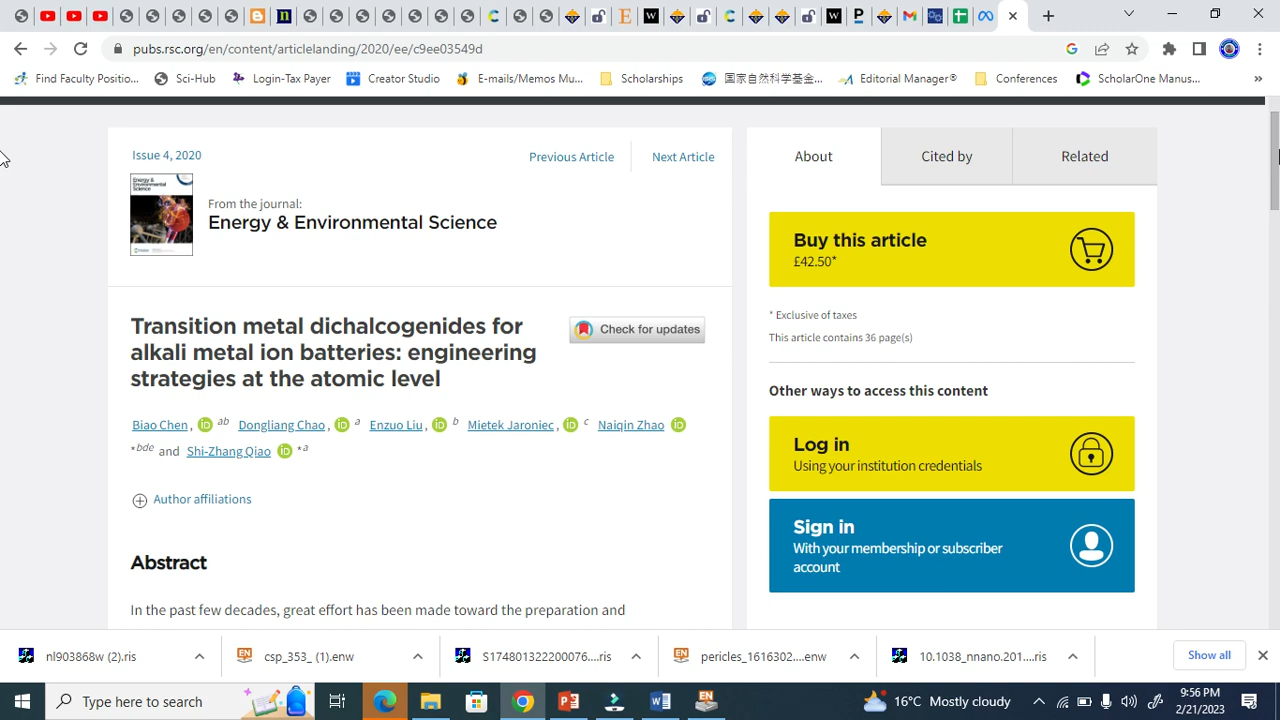 pubs.rsc.org/en/content/articlelanding/2020/ee/c9ee03549d
Find Faculty Positio...
Sci-Hub
Login-Tax Payer
Creator Studio
E-mails/Memos Mu...
Scholarships
国家自然科学基金...
Editorial Manager®
Conferences
ScholarOne Manus...
»
Issue 4, 2020
Previous Article
Next Article
From the journal:
Energy & Environmental Science
Transition metal dichalcogenides for
alkali metal ion batteries: engineering
strategies at the atomic level
Check for updates
Biao Chen, iD ab Dongliang Chao, iD a Enzuo Liu, iD b Mietek Jaroniec, iD c Naiqin Zhao iD
*bde and Shi-Zhang Qiao iD *a
Author affiliations
Abstract
In the past few decades, great effort has been made toward the preparation and
About
Cited by
Related
Buy this article
£42.50*
* Exclusive of taxes
This article contains 36 page(s)
Other ways to access this content
Log in
Using your institution credentials
Sign in
With your membership or subscriber
account
nl903868w (2).ris
csp_353_ (1).enw
S174801322200076....ris
pericles_1616302....enw
10.1038_nnano.201....ris
Show all
Type here to search
16°C Mostly cloudy
9:56 PM
2/21/2023